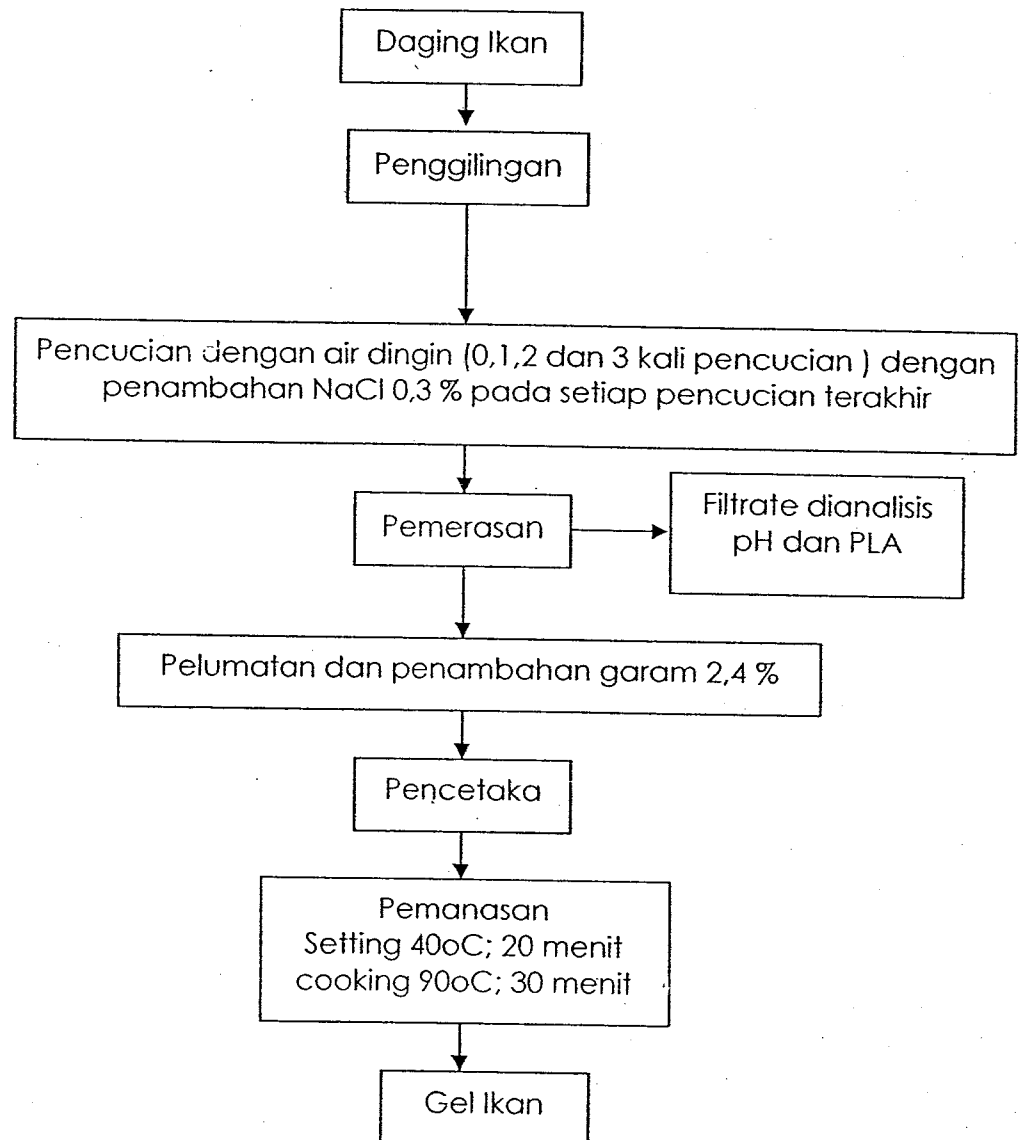 Daging Ikan
Penggilingan
Pencucian dengan air dingin (0,1,2 dan 3 kali pencucian ) dengan
penambahan NaCl 0,3 % pada setiap pencucian terakhir
Pemerasan
Filtrate dianalisis
pH dan PLA
Pelumatan dan penambahan garam 2,4 %
Pencetaka
Pemanasan
Setting 40oC; 20 menit
cooking 90oC; 30 menit
Gel Ikan